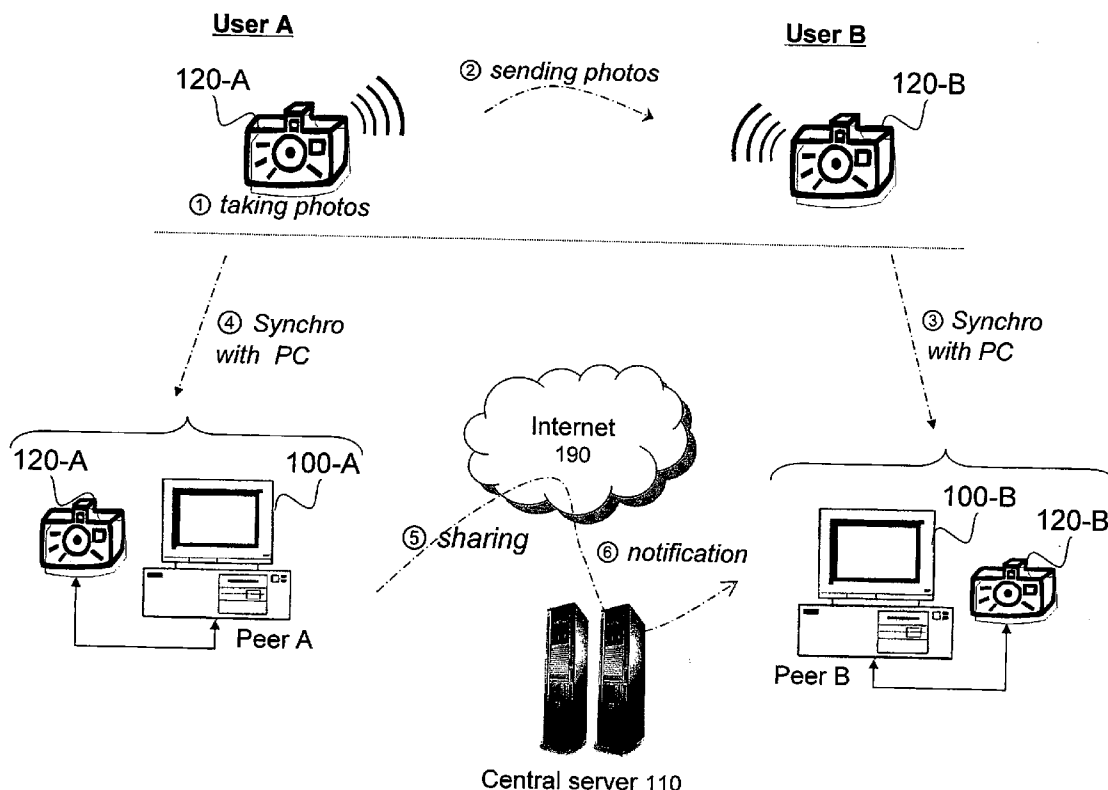 User A
User B
120-A
② sending photos
120-B
① taking photos
④ Synchro
with PC
③ Synchro
with PC
Internet
190
120-A
100-A
100-B
120-B
⑤ sharing
⑥ notification
Peer A
Peer B
Central server 110